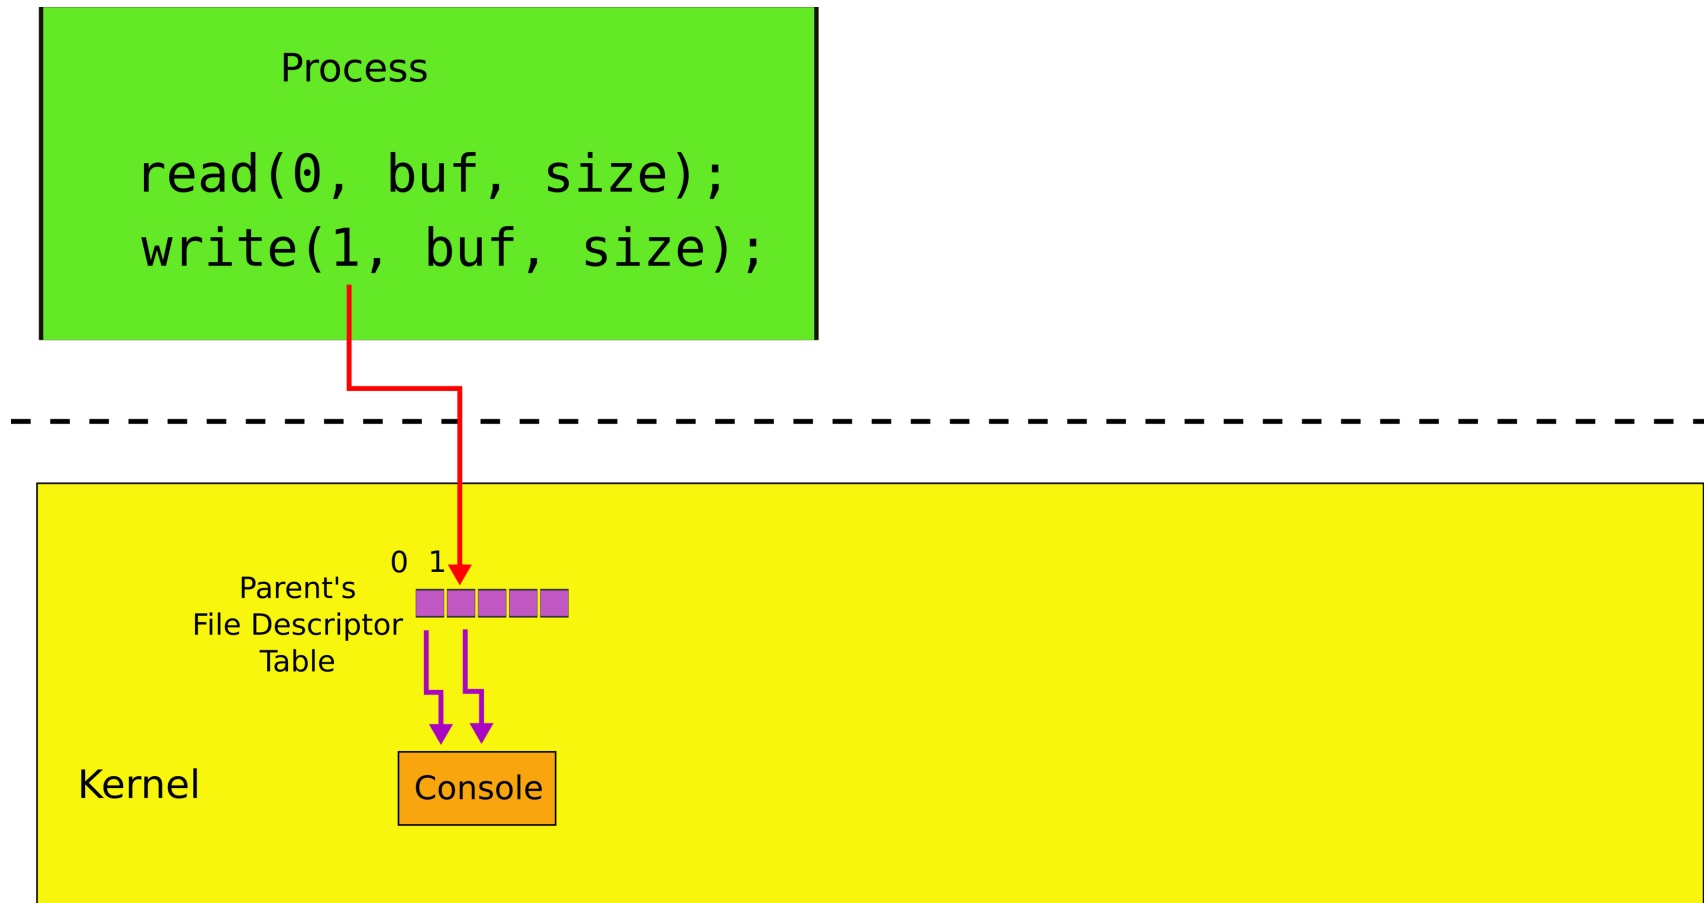 Process
read(0, buf, size);
write(1, buf, size);
0 1
Parent's
File Descriptor
Table
Kernel
Console